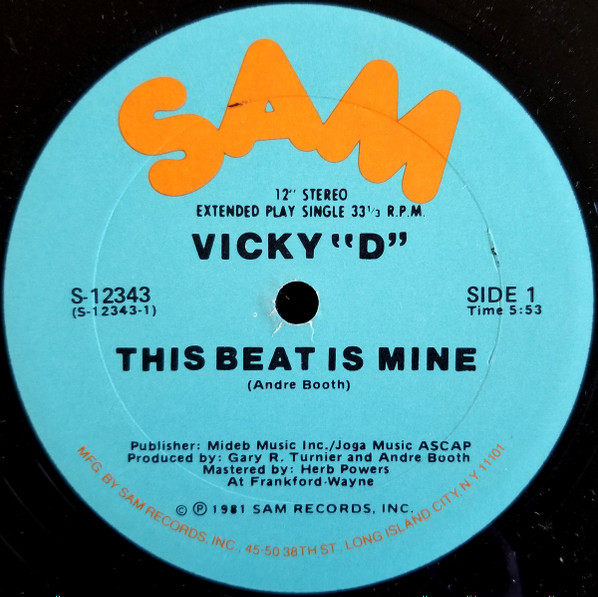 SAM
12" STEREO
EXTENDED PLAY SINGLE 33 1/3 R.P.M.
VICKY "D"
S-12343
(S-12343-1)
SIDE 1
Time 5:53
THIS BEAT IS MINE
(Andre Booth)
Publisher: Mideb Music Inc./Joga Music ASCAP
Produced by: Gary R. Turnier and Andre Booth
Mastered by: Herb Powers
At Frankford-Wayne
© ℗ 1981 SAM RECORDS, INC.
MFG. BY SAM RECORDS, INC., 45-50 38TH ST., LONG ISLAND CITY, N.Y. 11101